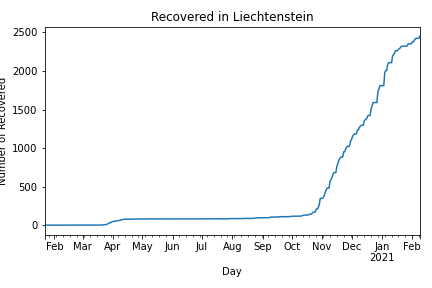 Recovered in Liechtenstein
Number of Recovered
2500
2000
1500
1000
500
0
Feb Mar Apr May Jun Jul Aug Sep Oct Nov Dec Jan Feb
2021
Day